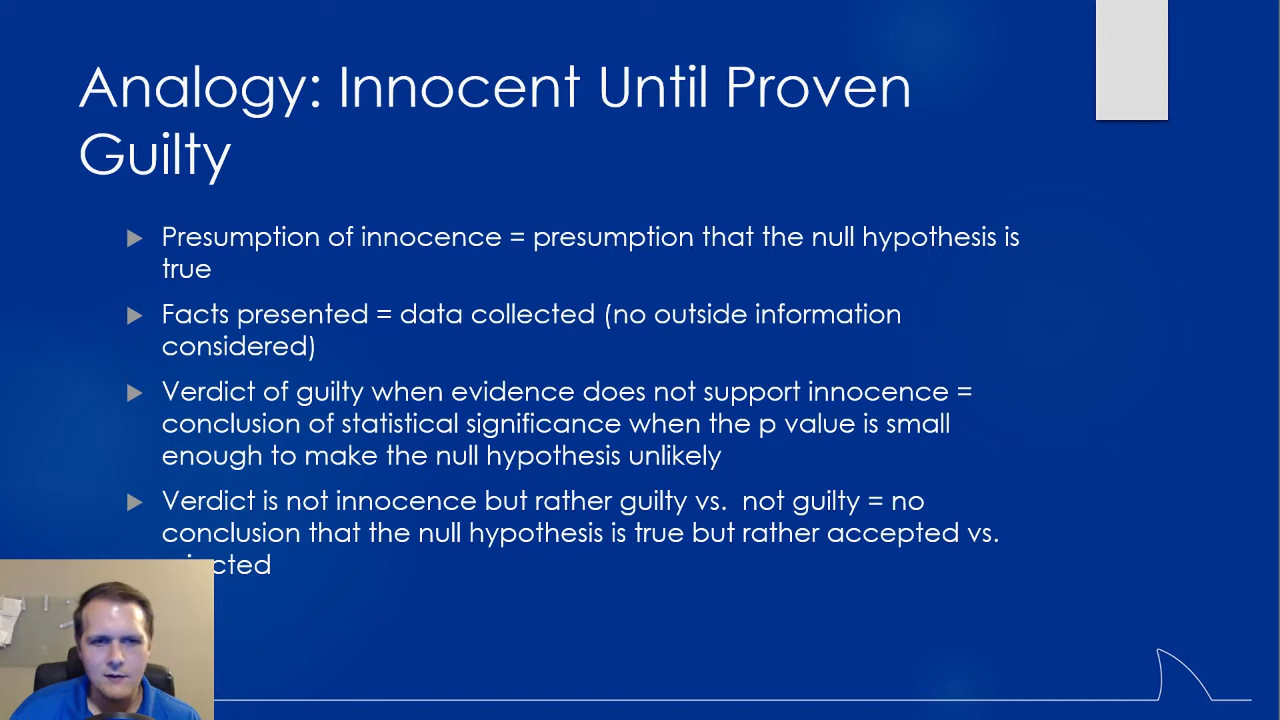 Analogy: Innocent Until Proven
Guilty
Presumption of innocence = presumption that the null hypothesis is
true
Facts presented = data collected (no outside information
considered)
Verdict of guilty when evidence does not support innocence =
conclusion of statistical significance when the p value is small
enough to make the null hypothesis unlikely
Verdict is not innocence but rather guilty vs.  not guilty = no
conclusion that the null hypothesis is true but rather accepted vs.